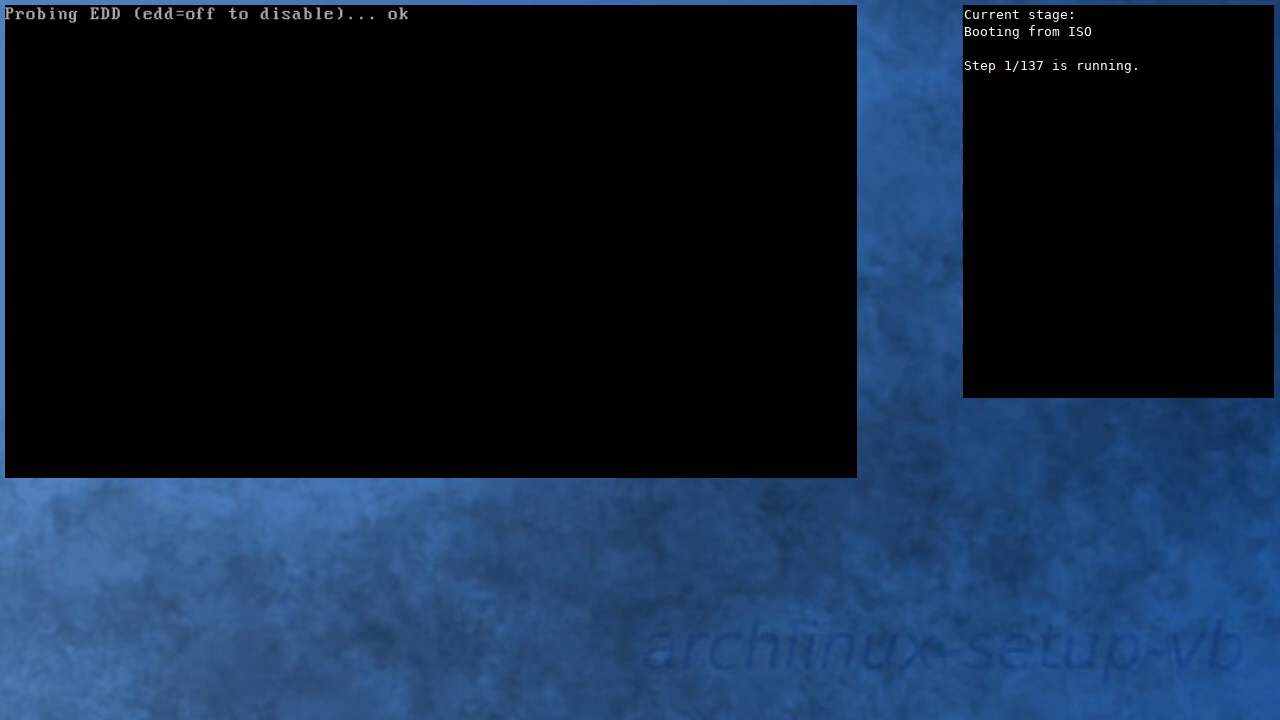 Probing EDD (edd=off to disable)... ok
Current stage:
Booting from ISO
Step 1/137 is running.
archlinux-setup-vb